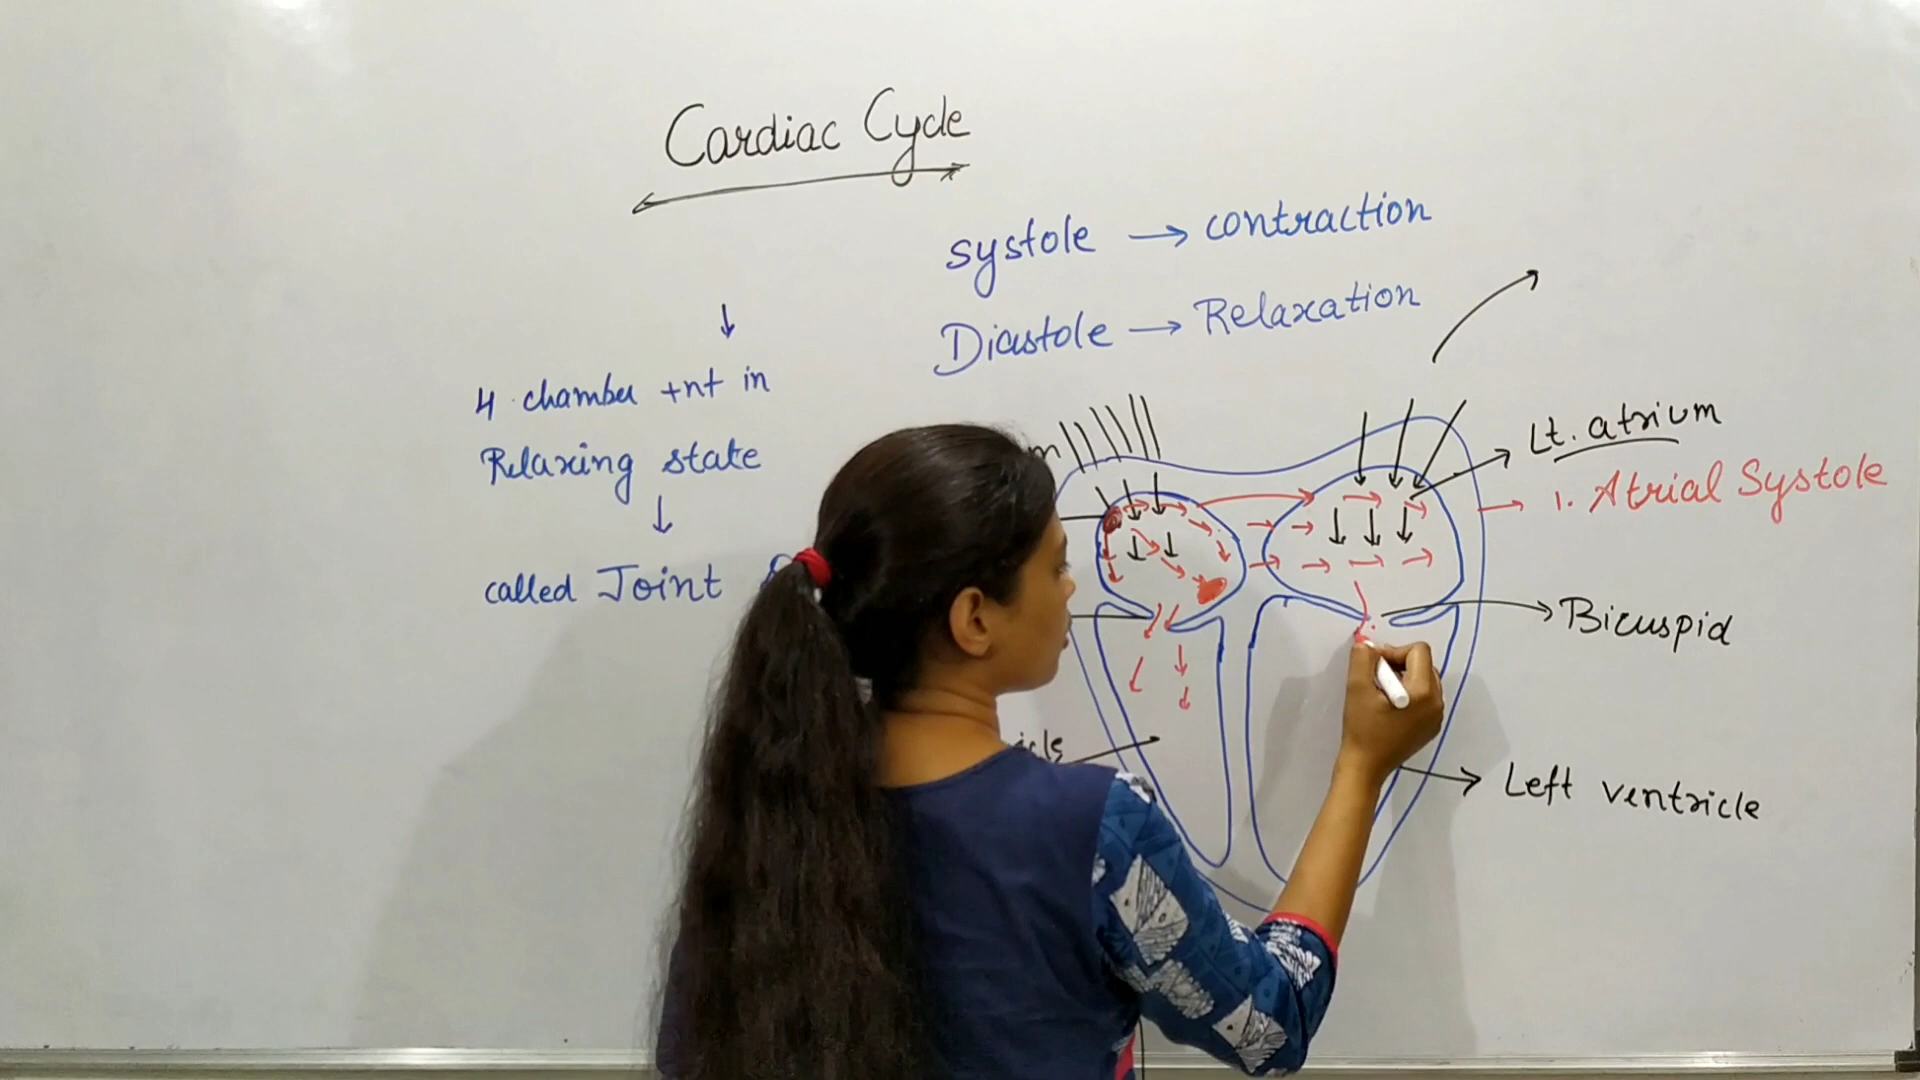 Cardiac Cycle
systole → contraction
Diastole → Relaxation
↓
4 chamber +nt in
Relaxing state
↓
called Joint
Lt. atrium
→ 1. Atrial Systole
Bicuspid
Left ventricle